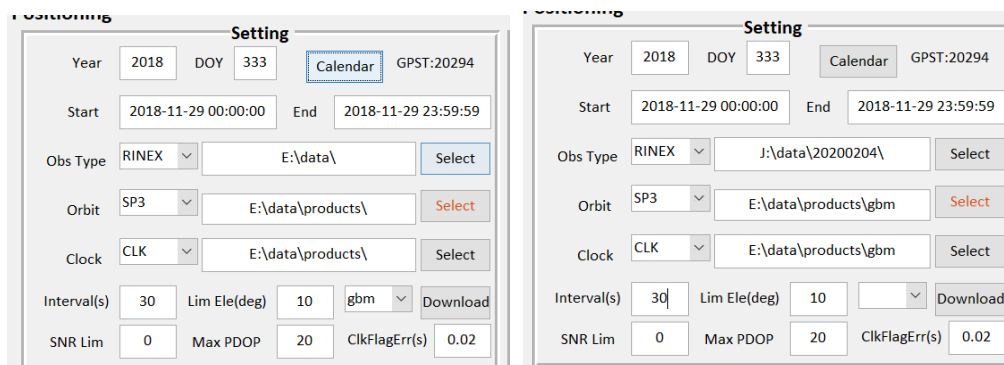 Positioning
Setting
Year 2018 DOY 333 Calendar GPST:20294
Start 2018-11-29 00:00:00 End 2018-11-29 23:59:59
Obs Type RINEX E:\data\ Select
Orbit SP3 E:\data\products\ Select
Clock CLK E:\data\products\ Select
Interval(s) 30 Lim Ele(deg) 10 gbm Download
SNR Lim 0 Max PDOP 20 ClkFlagErr(s) 0.02
Positioning
Setting
Year 2018 DOY 333 Calendar GPST:20294
Start 2018-11-29 00:00:00 End 2018-11-29 23:59:59
Obs Type RINEX J:\data\20200204\ Select
Orbit SP3 E:\data\products\gbm Select
Clock CLK E:\data\products\gbm Select
Interval(s) 30 Lim Ele(deg) 10 Download
SNR Lim 0 Max PDOP 20 ClkFlagErr(s) 0.02